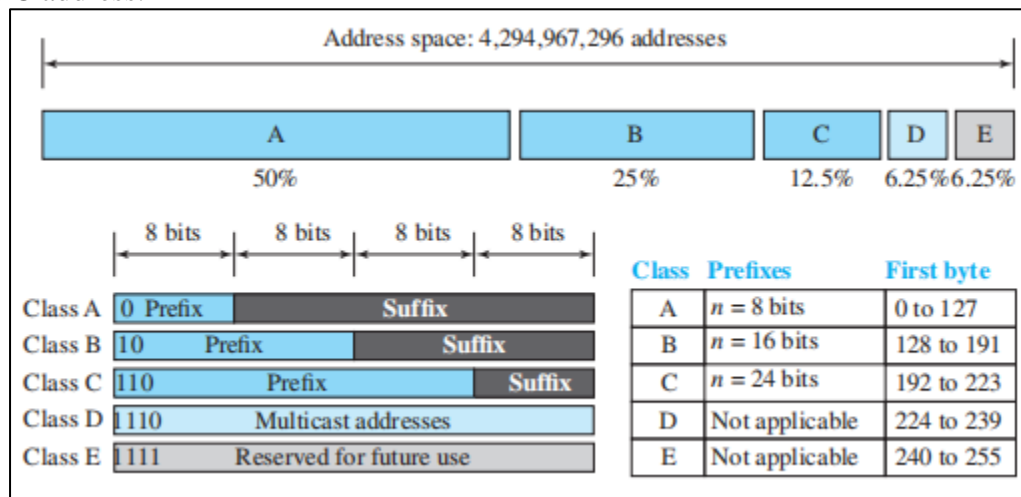 Address space: 4,294,967,296 addresses
A B C D E
50% 25% 12.5% 6.25% 6.25%
8 bits 8 bits 8 bits 8 bits
Class A 0 Prefix Suffix
Class B 10 Prefix Suffix
Class C 110 Prefix Suffix
Class D 1110 Multicast addresses
Class E 1111 Reserved for future use
Class Prefixes First byte
A n = 8 bits 0 to 127
B n = 16 bits 128 to 191
C n = 24 bits 192 to 223
D Not applicable 224 to 239
E Not applicable 240 to 255